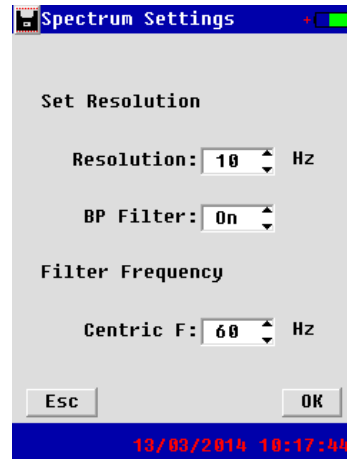 Spectrum Settings
Set Resolution
Resolution: 10 Hz
BP Filter: On
Filter Frequency
Centric F: 60 Hz
Esc OK
13/03/2014 10:17:44